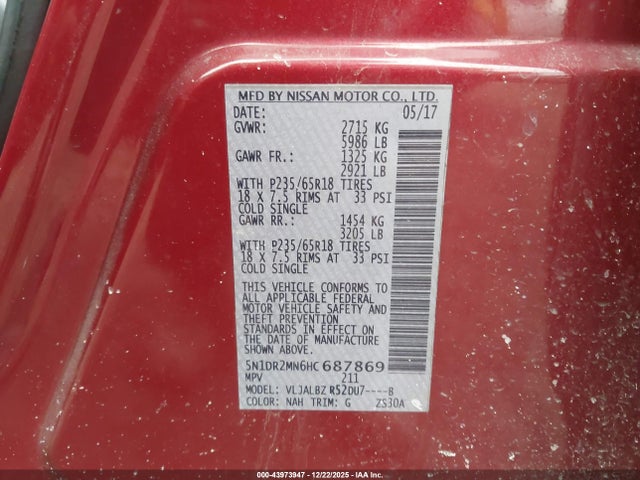 MFD BY NISSAN MOTOR CO., LTD.
DATE: 05/17
GVWR: 2715 KG
5986 LB
GAWR FR.: 1325 KG
2921 LB
WITH P235/65R18 TIRES
18 X 7.5 RIMS AT 33 PSI
COLD SINGLE
GAWR RR.: 1454 KG
3205 LB
WITH P235/65R18 TIRES
18 X 7.5 RIMS AT 33 PSI
COLD SINGLE
THIS VEHICLE CONFORMS TO
ALL APPLICABLE FEDERAL
MOTOR VEHICLE SAFETY AND
THEFT PREVENTION
STANDARDS IN EFFECT ON
THE DATE OF MANUFACTURE
SHOWN ABOVE.
5N1DR2MN6HC687869
MPV 211
MODEL: VLJALBZ R52DU7----B
COLOR: NAH TRIM: G ZS30A
000-43973947 - 12/22/2025 - IAA Holdings, LLC.